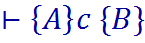 ⊢ {A} c {B}